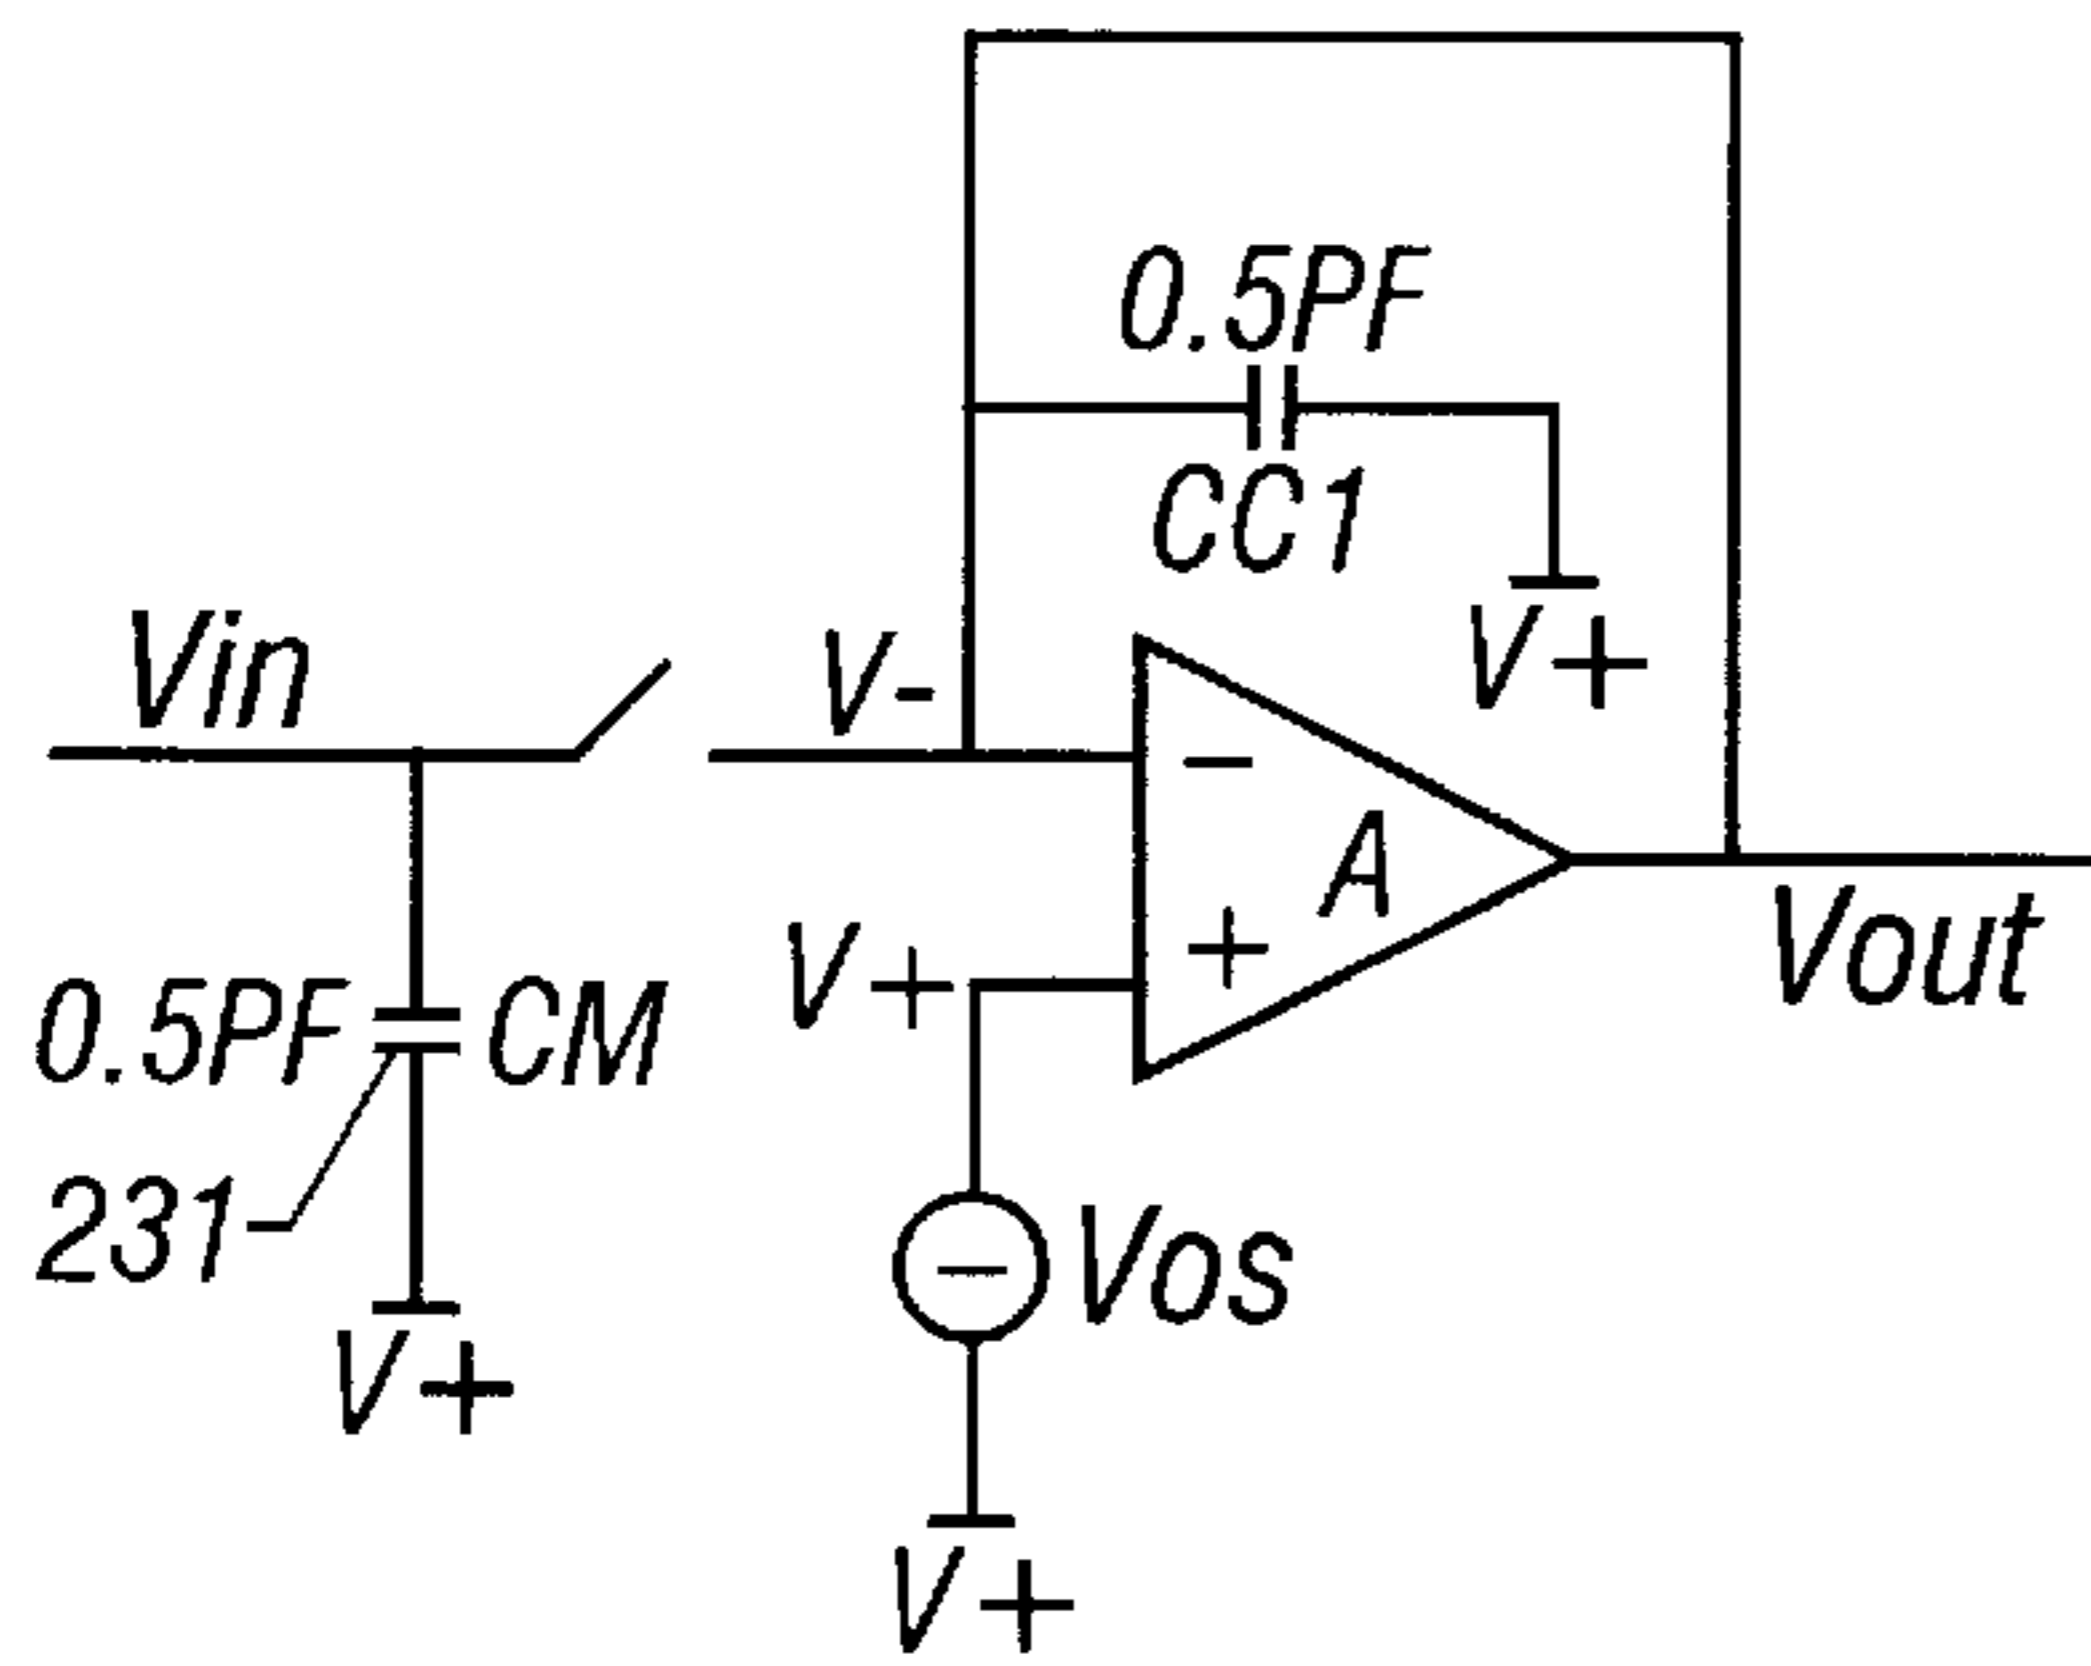 0.5PF
CC1
V+
Vin
V-
-
A
+
V+
Vout
0.5PF CM
231
V+
-
Vos
V+